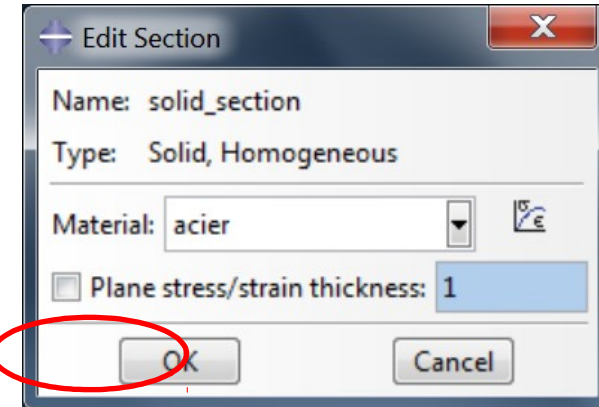 Edit Section
Name: solid_section
Type: Solid, Homogeneous
Material: acier σ ε
Plane stress/strain thickness: 1
OK Cancel